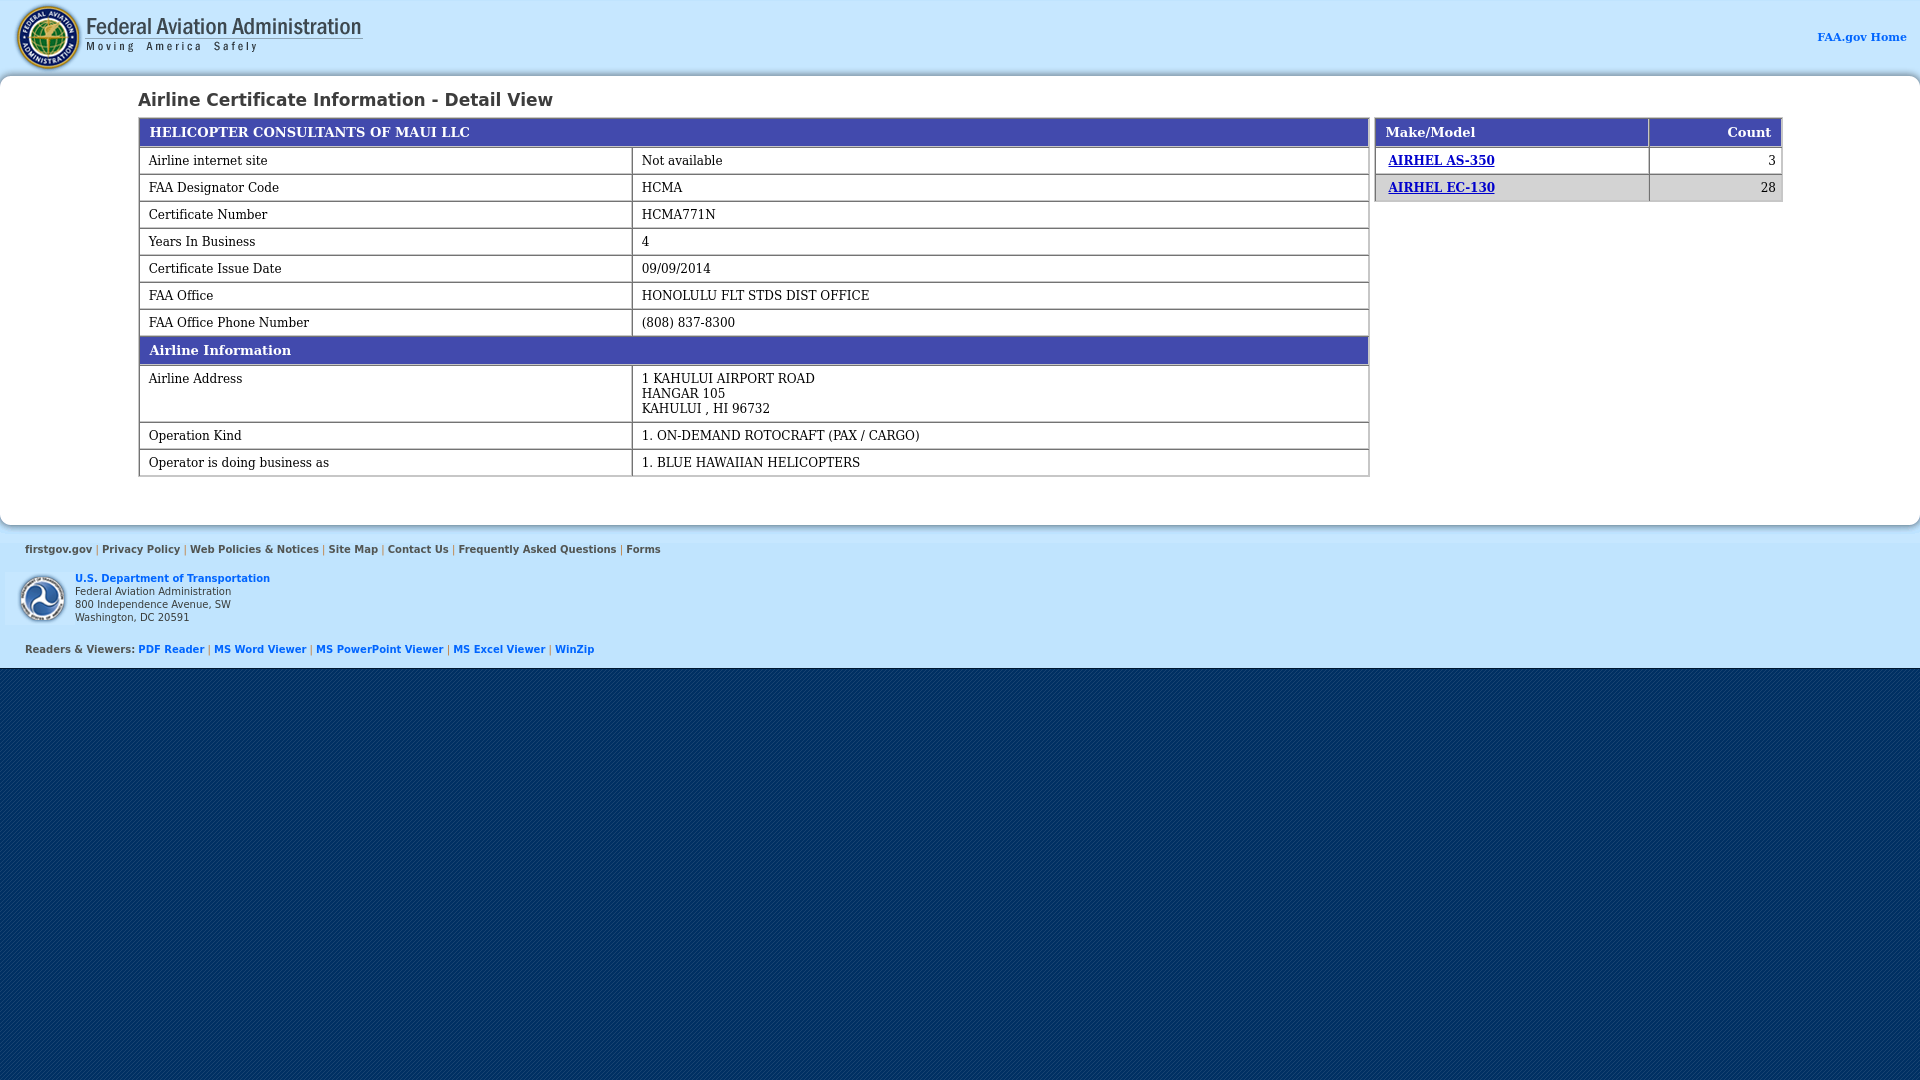 Federal Aviation Administration
Moving America Safely
FAA.gov Home
Airline Certificate Information - Detail View
HELICOPTER CONSULTANTS OF MAUI LLC
Airline internet site Not available
FAA Designator Code HCMA
Certificate Number HCMA771N
Years In Business 4
Certificate Issue Date 09/09/2014
FAA Office HONOLULU FLT STDS DIST OFFICE
FAA Office Phone Number (808) 837-8300
Airline Information
Airline Address 1 KAHULUI AIRPORT ROAD
HANGAR 105
KAHULUI , HI 96732
Operation Kind 1. ON-DEMAND ROTOCRAFT (PAX / CARGO)
Operator is doing business as 1. BLUE HAWAIIAN HELICOPTERS
Make/Model Count
AIRHEL AS-350 3
AIRHEL EC-130 28
firstgov.gov | Privacy Policy | Web Policies & Notices | Site Map | Contact Us | Frequently Asked Questions | Forms
U.S. Department of Transportation
Federal Aviation Administration
800 Independence Avenue, SW
Washington, DC 20591
Readers & Viewers: PDF Reader | MS Word Viewer | MS PowerPoint Viewer | MS Excel Viewer | WinZip